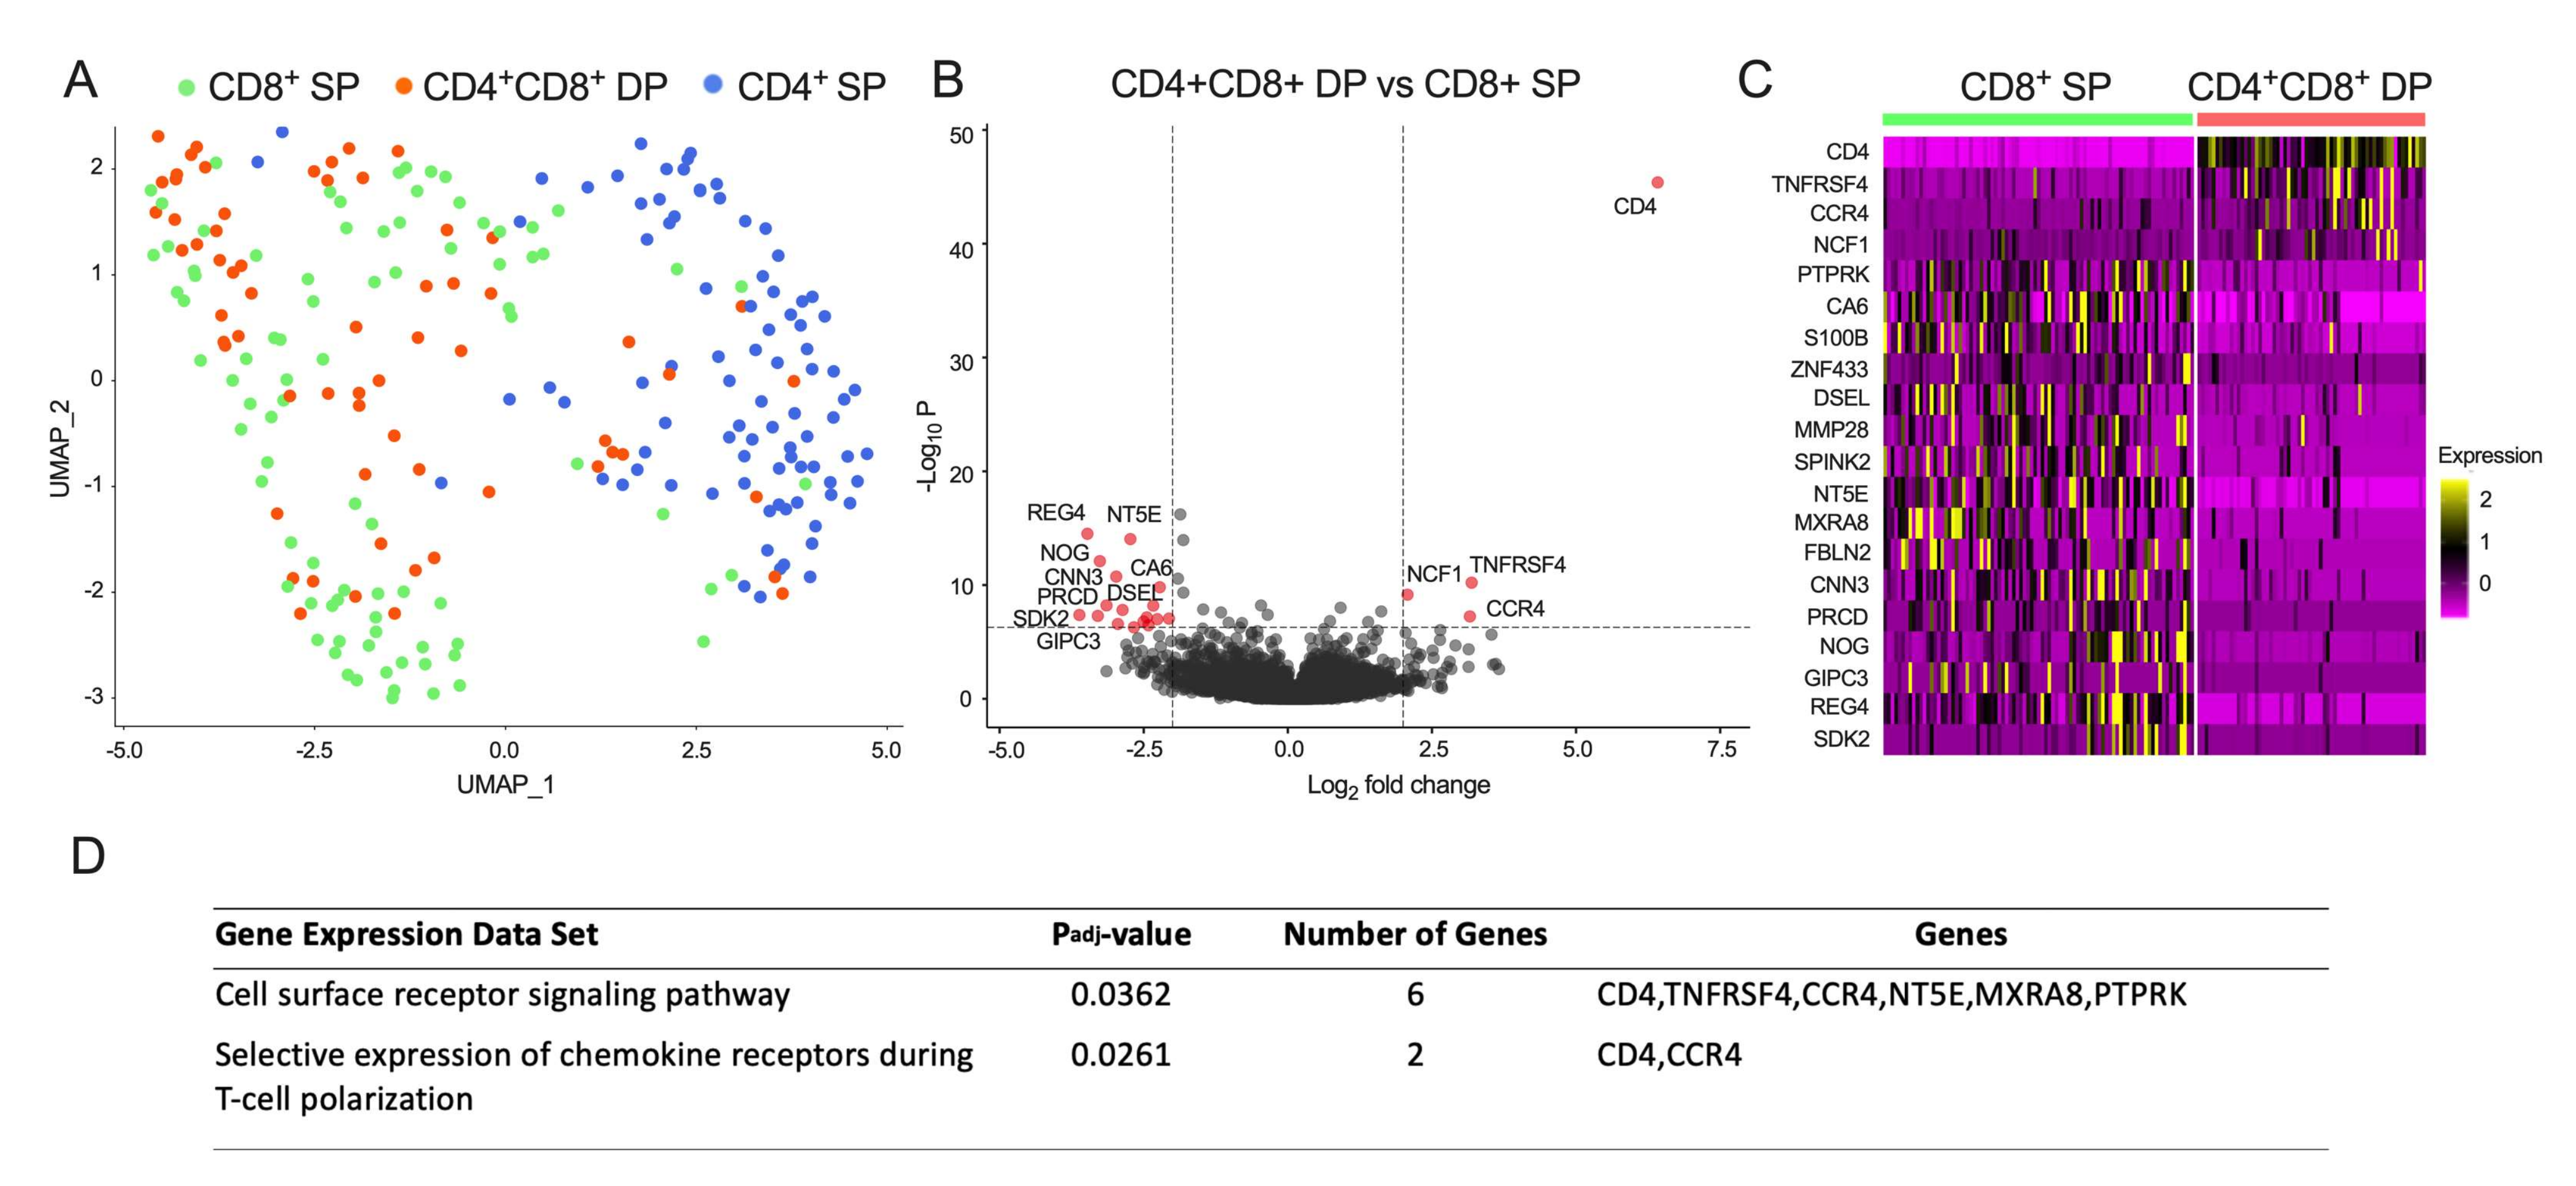 A
CD8+ SP
CD4+CD8+ DP
CD4+ SP
UMAP_2
2
1
0
-1
-2
-3
-5.0
-2.5
0.0
2.5
5.0
UMAP_1
B
CD4+CD8+ DP vs CD8+ SP
-Log10 P
50
40
30
20
10
0
CD4
REG4
NT5E
NOG
CA6
CNN3
PRCD
DSEL
SDK2
GIPC3
NCF1
TNFRSF4
CCR4
-5.0
-2.5
0.0
2.5
5.0
7.5
Log2 fold change
C
CD8+ SP
CD4+CD8+ DP
CD4
TNFRSF4
CCR4
NCF1
PTPRK
CA6
S100B
ZNF433
DSEL
MMP28
SPINK2
NT5E
MXRA8
FBLN2
CNN3
PRCD
NOG
GIPC3
REG4
SDK2
Expression
2
1
0
D
Gene Expression Data Set Padj-value Number of Genes Genes
Cell surface receptor signaling pathway 0.0362 6 CD4,TNFRSF4,CCR4,NT5E,MXRA8,PTPRK
Selective expression of chemokine receptors during 0.0261 2 CD4,CCR4
T-cell polarization